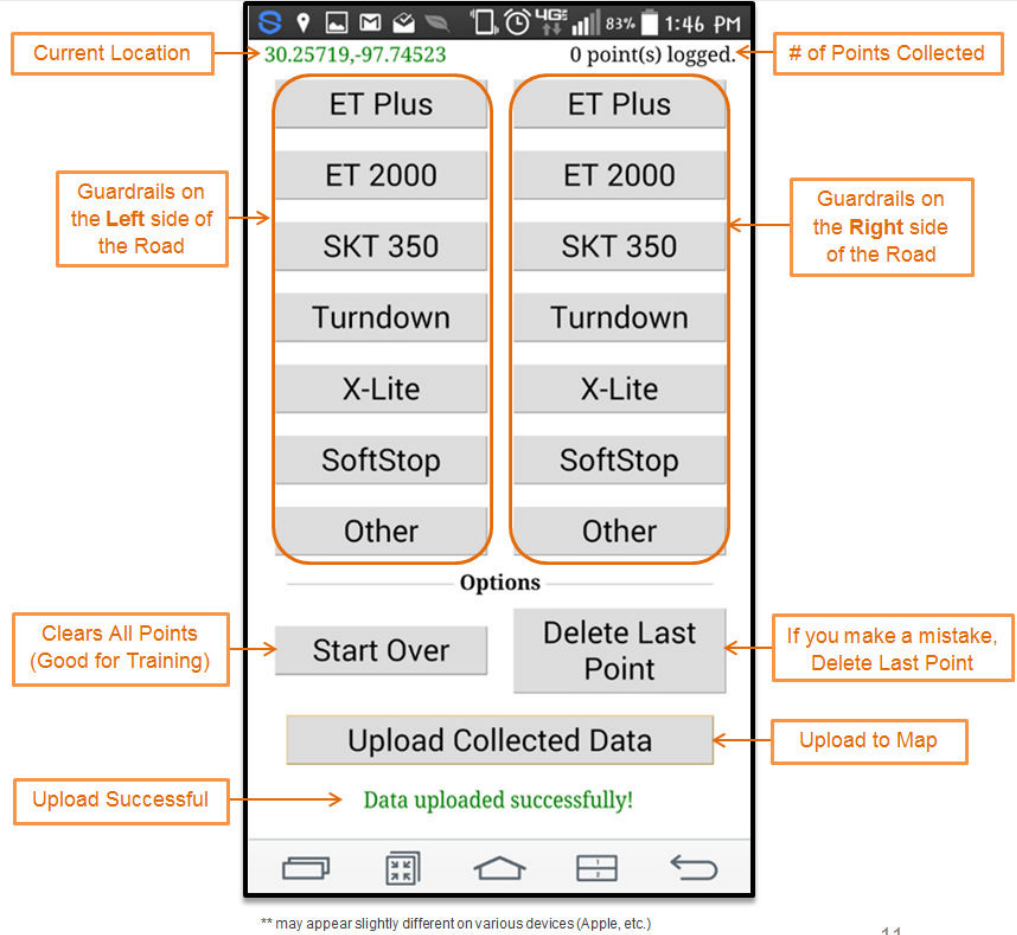 4GE 83% 1:46 PM
Current Location
30.25719,-97.74523
0 point(s) logged.
# of Points Collected
ET Plus
ET Plus
ET 2000
ET 2000
Guardrails on
the Left side of
the Road
Guardrails on
the Right side
of the Road
SKT 350
SKT 350
Turndown
Turndown
X-Lite
X-Lite
SoftStop
SoftStop
Other
Other
Options
Clears All Points
(Good for Training)
Start Over
Delete Last
Point
If you make a mistake,
Delete Last Point
Upload Collected Data
Upload to Map
Upload Successful
Data uploaded successfully!
** may appear slightly different on various devices (Apple, etc.)
11